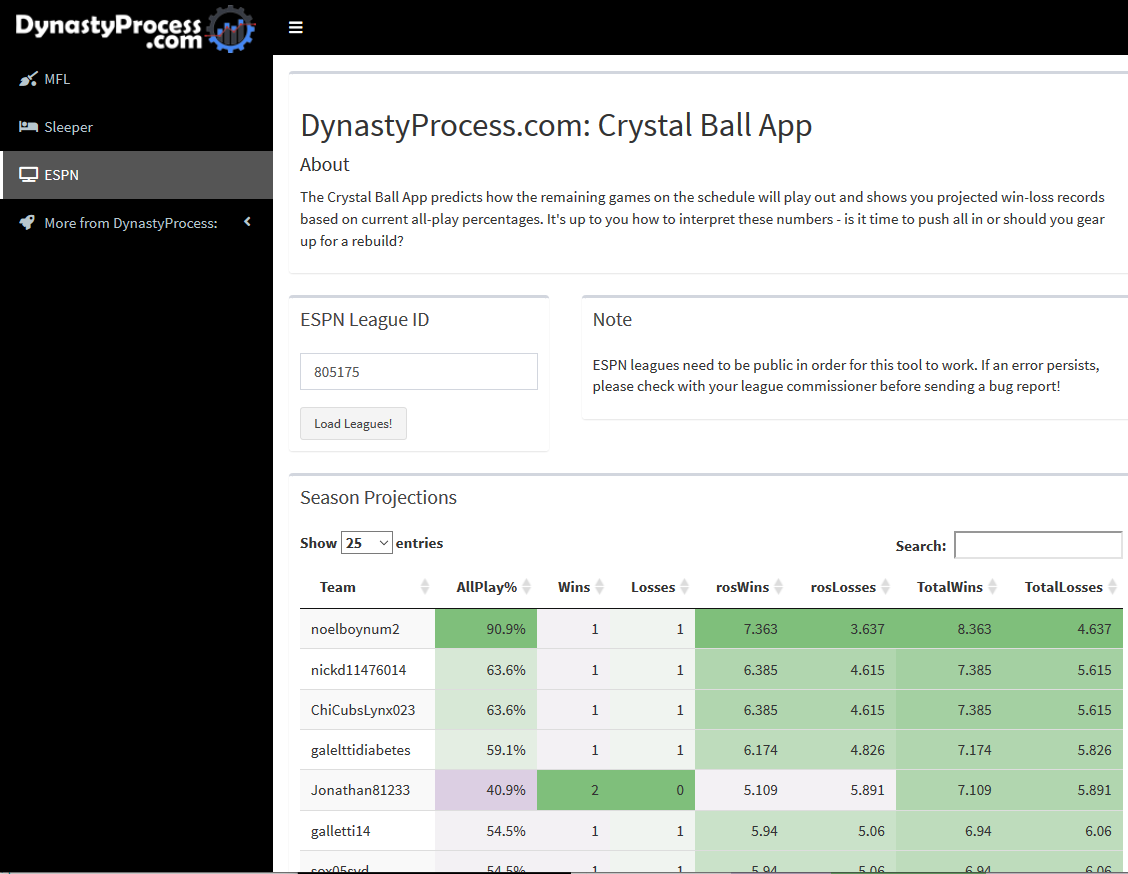 DynastyProcess
.com
MFL
Sleeper
ESPN
More from DynastyProcess:
DynastyProcess.com: Crystal Ball App
About
The Crystal Ball App predicts how the remaining games on the schedule will play out and shows you projected win-loss records
based on current all-play percentages. It's up to you how to interpret these numbers - is it time to push all in or should you gear
up for a rebuild?
ESPN League ID
805175
Load Leagues!
Note
ESPN leagues need to be public in order for this tool to work. If an error persists,
please check with your league commissioner before sending a bug report!
Season Projections
Show 25 entries
Search:
Team AllPlay% Wins Losses rosWins rosLosses TotalWins TotalLosses
noelboynum2 90.9% 1 1 7.363 3.637 8.363 4.637
nickd11476014 63.6% 1 1 6.385 4.615 7.385 5.615
ChiCubsLynx023 63.6% 1 1 6.385 4.615 7.385 5.615
galelttidiabetes 59.1% 1 1 6.174 4.826 7.174 5.826
Jonathan81233 40.9% 2 0 5.109 5.891 7.109 5.891
galletti14 54.5% 1 1 5.94 5.06 6.94 6.06
sox05syd 54.5% 1 1 5.94 5.06 6.94 6.06